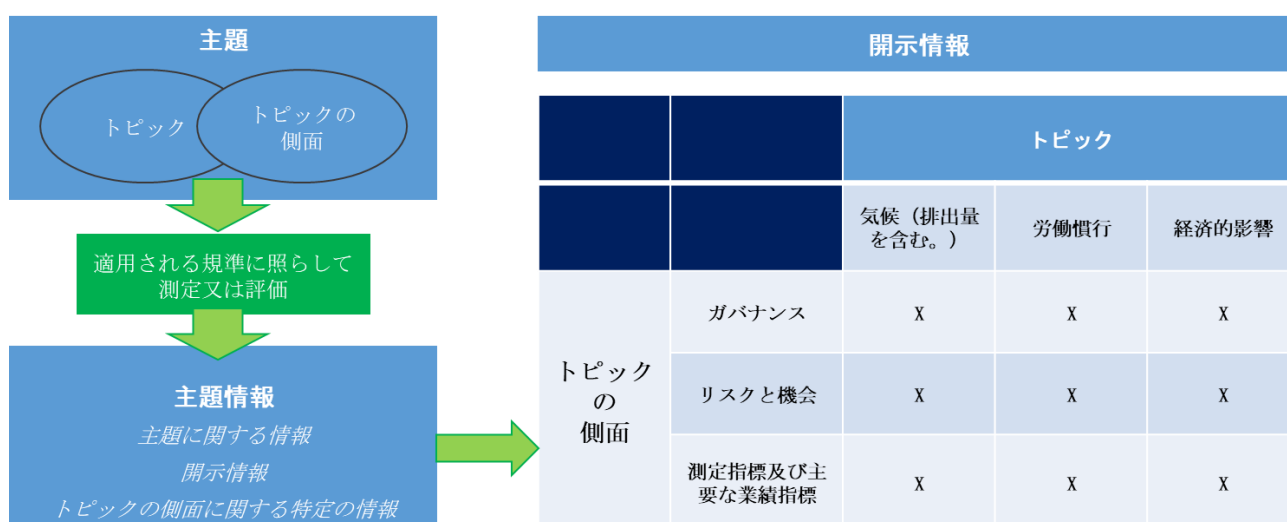 主題
トピック
トピックの
側面
適用される規準に照らして
測定又は評価
主題情報
主題に関する情報
開示情報
トピックの側面に関する特定の情報
開示情報
トピック
気候（排出量
を含む。）
労働慣行
経済的影響
トピック
の
側面
ガバナンス
X
X
X
リスクと機会
X
X
X
測定指標及び主
要な業績指標
X
X
X